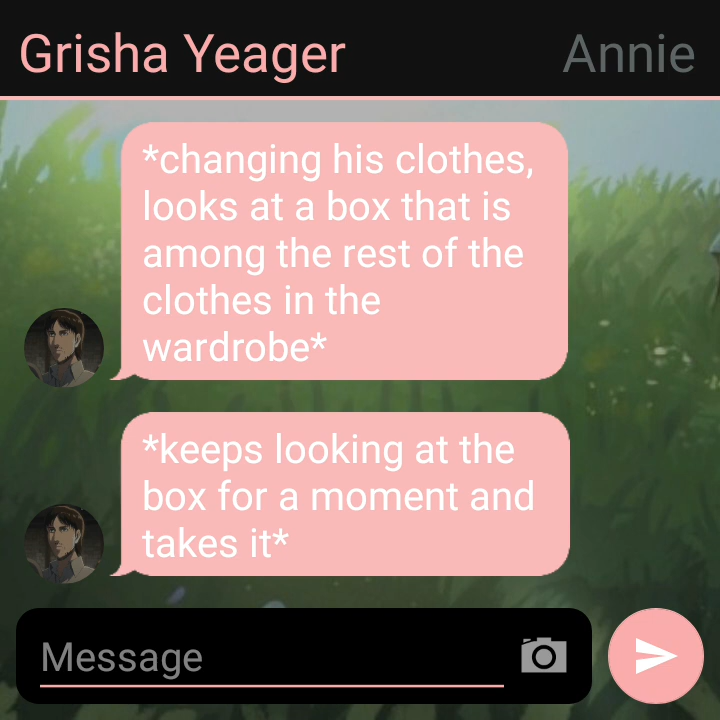 Grisha Yeager Annie
*changing his clothes,
looks at a box that is
among the rest of the
clothes in the
wardrobe*
*keeps looking at the
box for a moment and
takes it*
Message